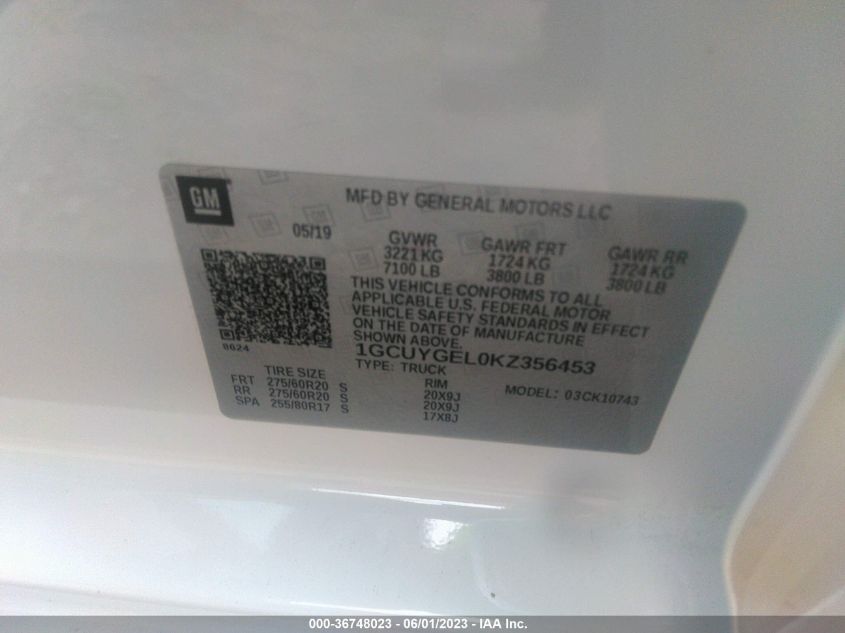 GM
MFD BY GENERAL MOTORS LLC
05/19
GVWR GAWR FRT GAWR RR
3221 KG 1724 KG 1724 KG
7100 LB 3800 LB 3800 LB
THIS VEHICLE CONFORMS TO ALL
APPLICABLE U.S. FEDERAL MOTOR
VEHICLE SAFETY STANDARDS IN EFFECT
ON THE DATE OF MANUFACTURE
SHOWN ABOVE.
8624
1GCUYGEL0KZ356453
TYPE: TRUCK
MODEL: 03CK10743
TIRE SIZE RIM
FRT 275/60R20 S 20X9J
RR 275/60R20 S 20X9J
SPA 255/80R17 S 17X8J
000-36748023 - 06/01/2023 - IAA Inc.